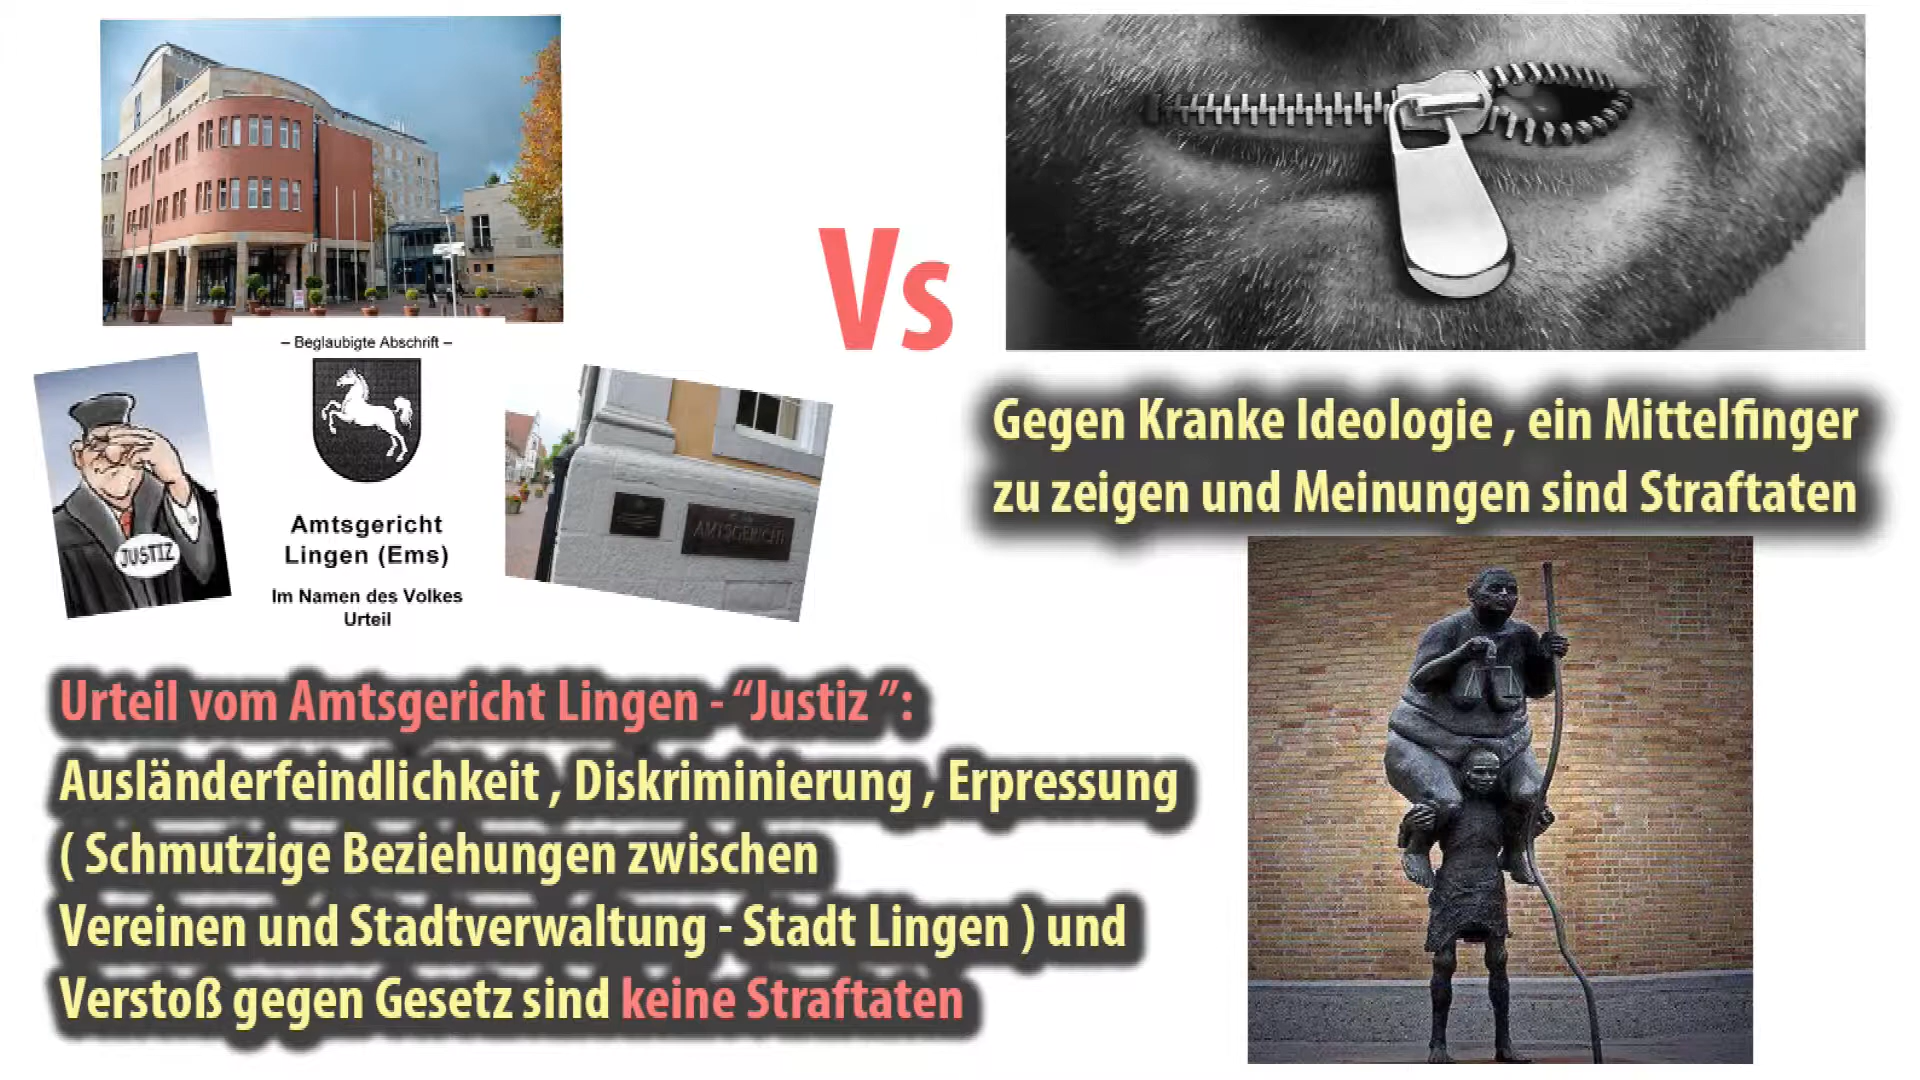 Vs
– Beglaubigte Abschrift –
Amtsgericht
Lingen (Ems)
Im Namen des Volkes
Urteil
JUSTIZ
AMTSGERICHT
Gegen Kranke Ideologie , ein Mittelfinger
zu zeigen und Meinungen sind Straftaten
Urteil vom Amtsgericht Lingen - “Justiz ”:
Ausländerfeindlichkeit , Diskriminierung , Erpressung
( Schmutzige Beziehungen zwischen
Vereinen und Stadtverwaltung - Stadt Lingen ) und
Verstoß gegen Gesetz sind keine Straftaten